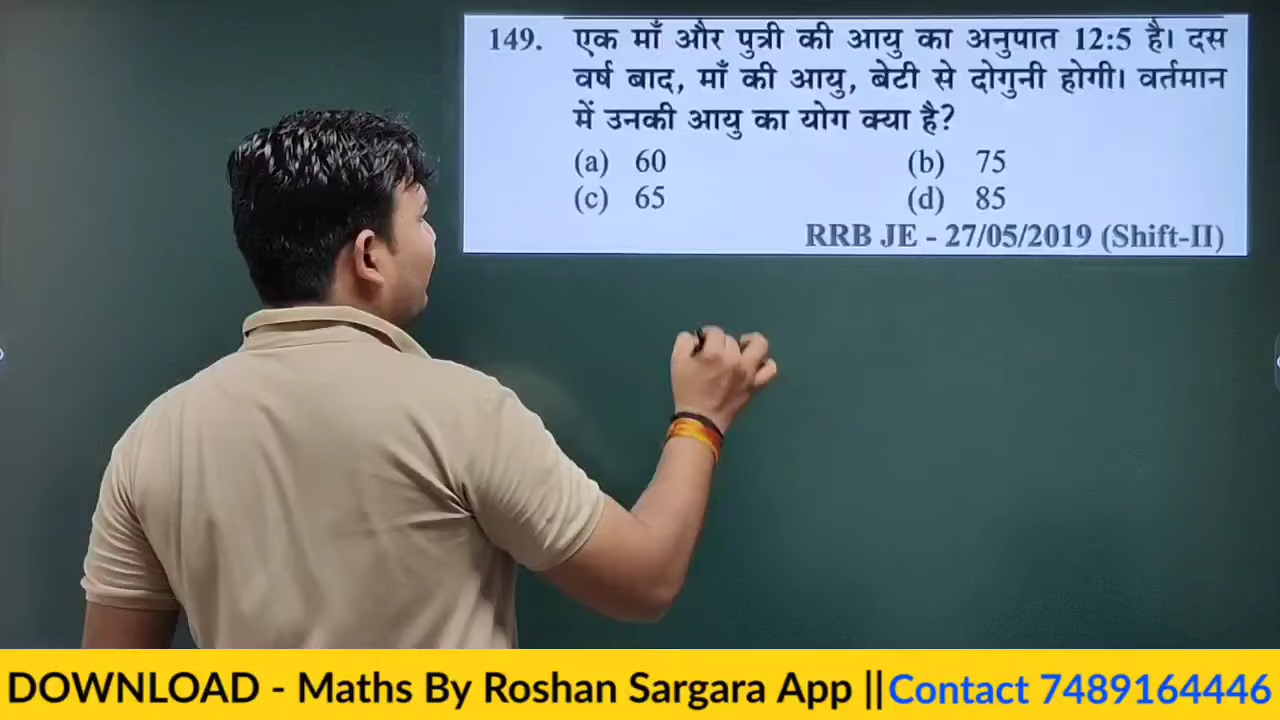 149. एक माँ और पुत्री की आयु का अनुपात 12:5 है। दस
वर्ष बाद, माँ की आयु, बेटी से दोगुनी होगी। वर्तमान
में उनकी आयु का योग क्या है?
(a) 60 (b) 75
(c) 65 (d) 85
RRB JE - 27/05/2019 (Shift-II)
DOWNLOAD - Maths By Roshan Sargara App || Contact 7489164446